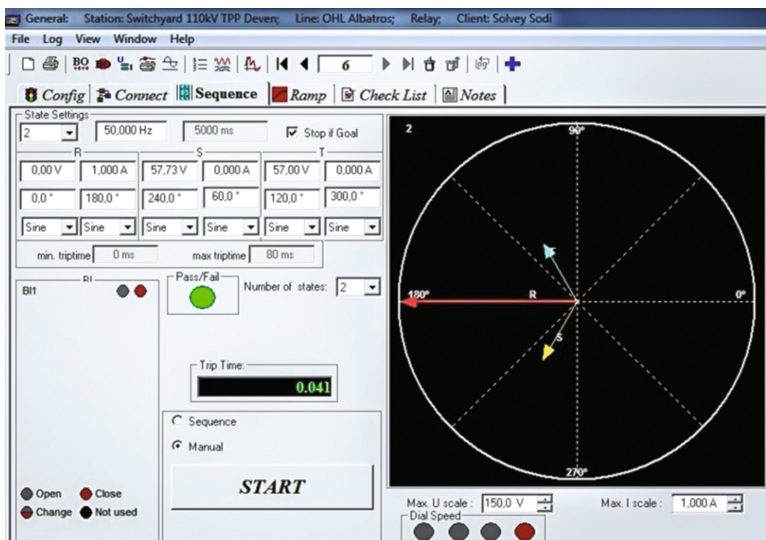 General: Station: Switchyard 110kV TPP Deven; Line: OHL Albatros; Relay; Client: Solvey Sodi
File Log View Window Help
BO
6
Config Connect Sequence Ramp Check List Notes
State Settings
2 50,000 Hz 5000 ms Stop if Goal
R S T
0,00 V 1,000 A 57,73 V 0,000 A 57,00 V 0,000 A
0,0 ° 180,0 ° 240,0 ° 60,0 ° 120,0 ° 300,0 °
Sine Sine Sine Sine Sine Sine
min. triptime 0 ms max triptime 80 ms
BI
BI1
Pass/Fail
Number of states: 2
Trip Time:
0.041
Sequence
Manual
START
Open Close
Change Not used
2
90°
180° R 0°
T
S
270°
Max. U scale : 150,0 V Max. I scale : 1,000 A
Dial Speed